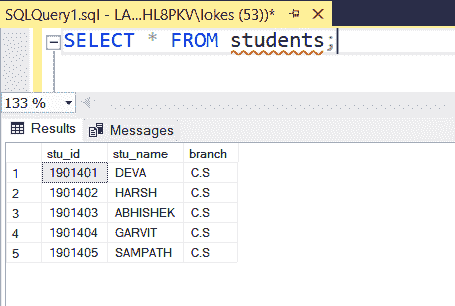 SQLQuery1.sql - LA...HL8PKV\lokes (53))*
SELECT * FROM students;
133 %
Results Messages
stu_id stu_name branch
1 1901401 DEVA C.S
2 1901402 HARSH C.S
3 1901403 ABHISHEK C.S
4 1901404 GARVIT C.S
5 1901405 SAMPATH C.S